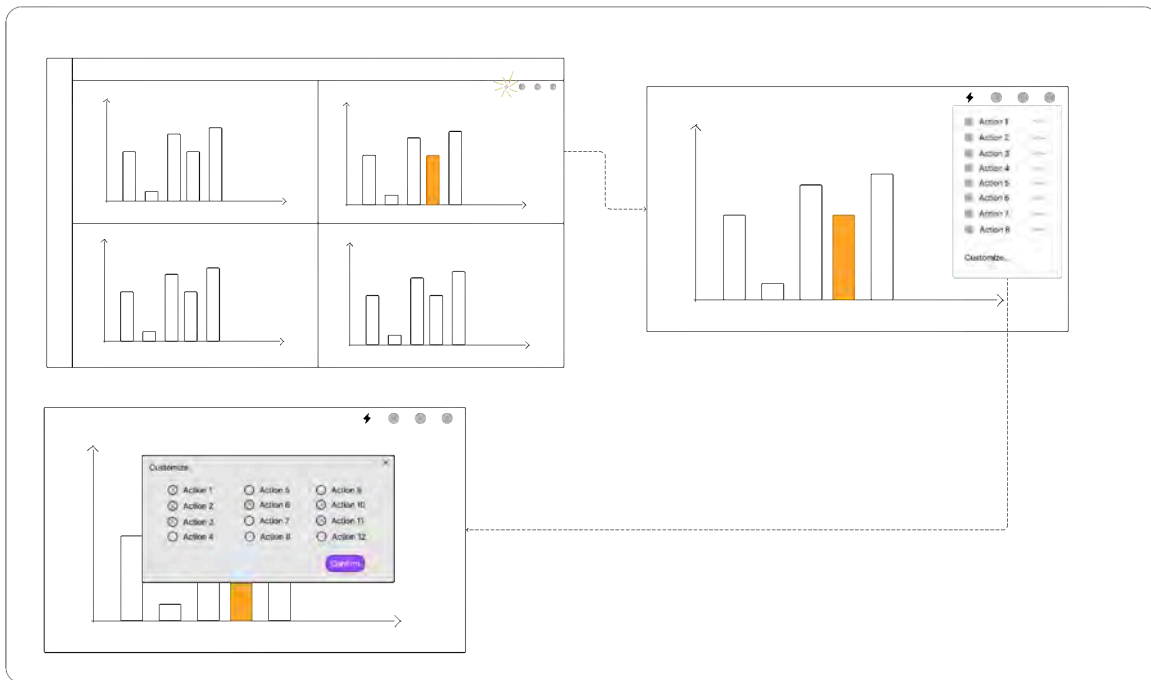 Action 1
Action 2
Action 3
Action 4
Action 5
Action 6
Action 7
Action 8
Customize...
Customize...
Action 1
Action 5
Action 9
Action 2
Action 6
Action 10
Action 3
Action 7
Action 11
Action 4
Action 8
Action 12
Confirm